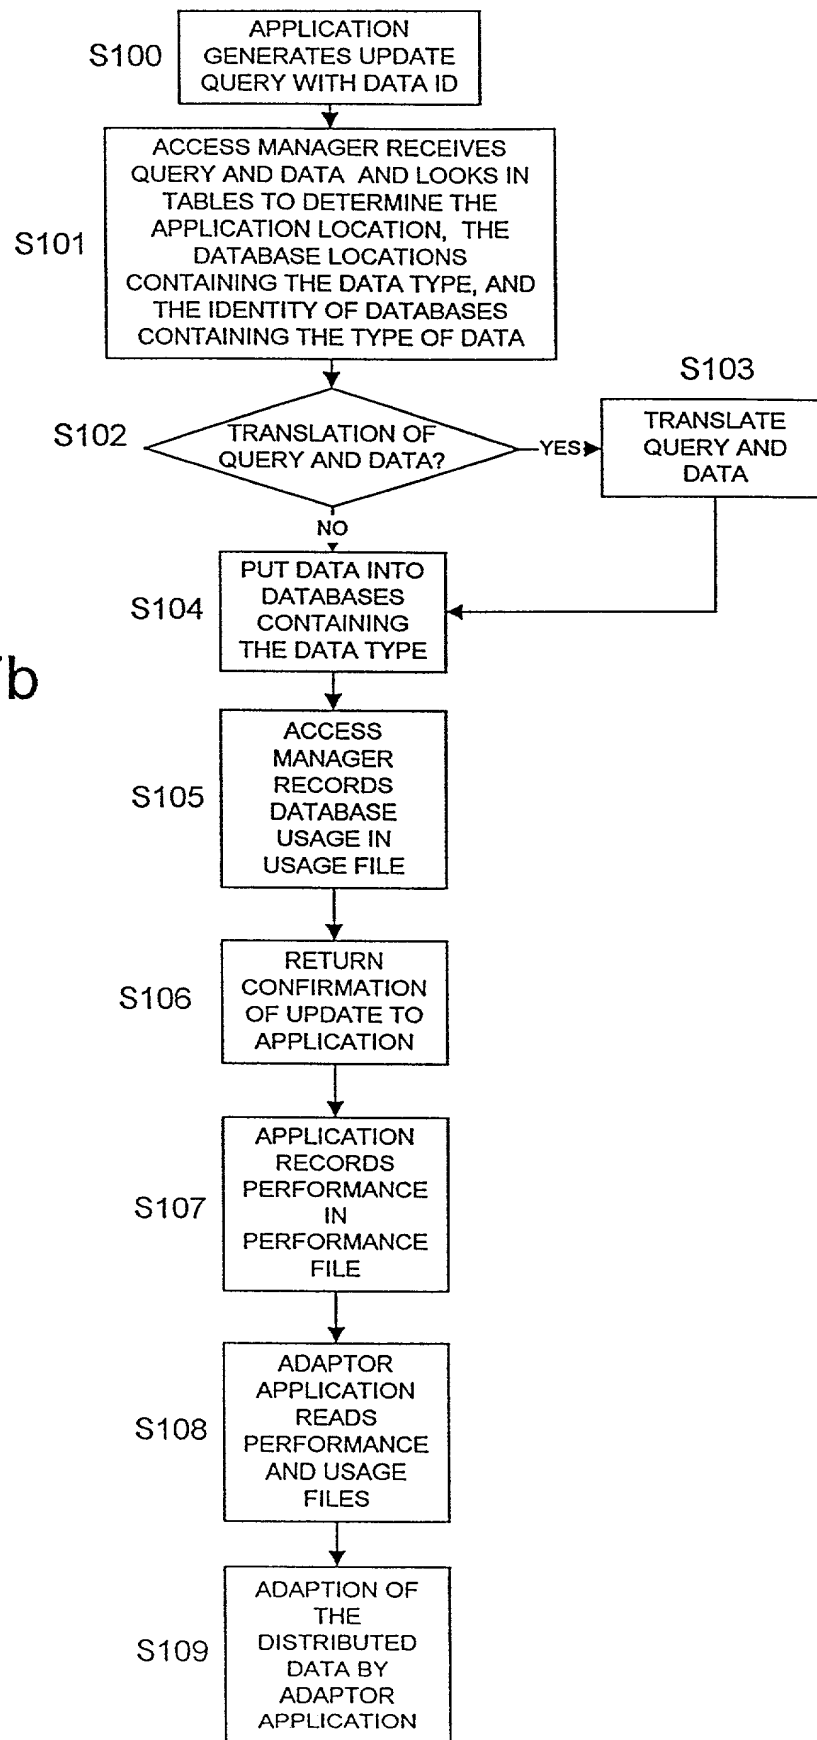 S100
APPLICATION
GENERATES UPDATE
QUERY WITH DATA ID
S101
ACCESS MANAGER RECEIVES
QUERY AND DATA AND LOOKS IN
TABLES TO DETERMINE THE
APPLICATION LOCATION, THE
DATABASE LOCATIONS
CONTAINING THE DATA TYPE, AND
THE IDENTITY OF DATABASES
CONTAINING THE TYPE OF DATA
S102
TRANSLATION OF
QUERY AND DATA?
YES
S103
TRANSLATE
QUERY AND
DATA
NO
S104
PUT DATA INTO
DATABASES
CONTAINING
THE DATA TYPE
b
S105
ACCESS
MANAGER
RECORDS
DATABASE
USAGE IN
USAGE FILE
S106
RETURN
CONFIRMATION
OF UPDATE TO
APPLICATION
S107
APPLICATION
RECORDS
PERFORMANCE
IN
PERFORMANCE
FILE
S108
ADAPTOR
APPLICATION
READS
PERFORMANCE
AND USAGE
FILES
S109
ADAPTION OF
THE
DISTRIBUTED
DATA BY
ADAPTOR
APPLICATION